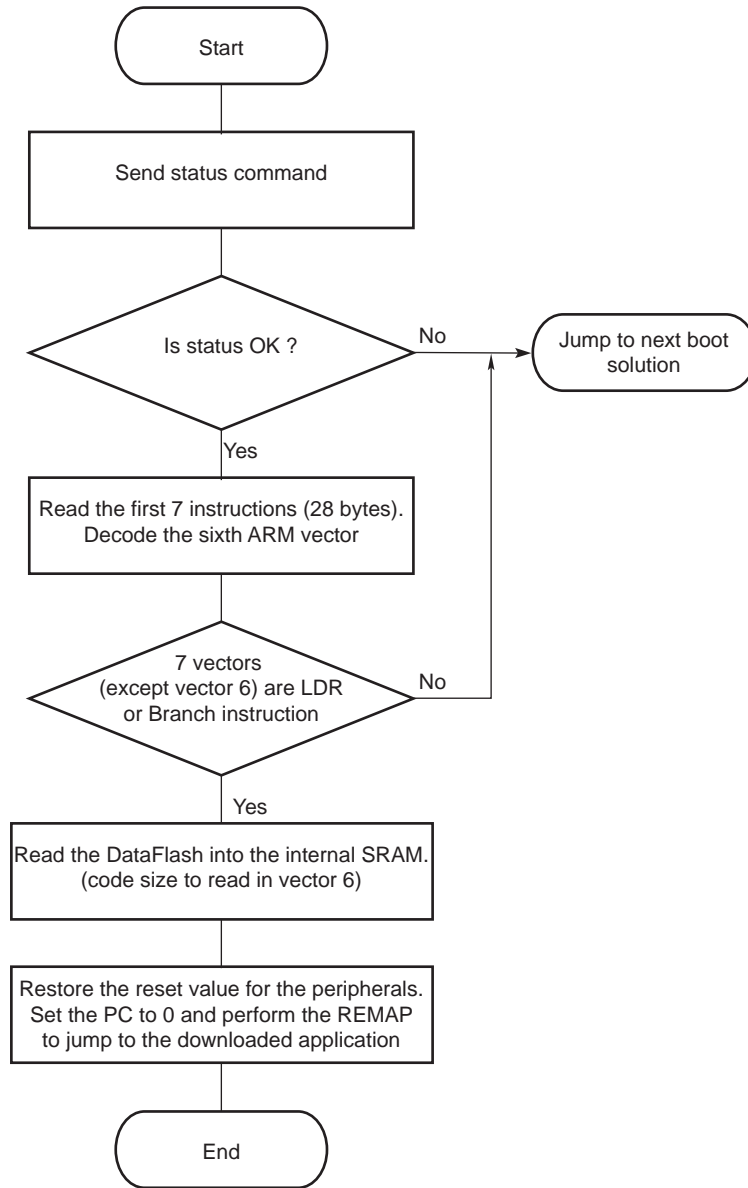 Start
Send status command
Is status OK ?
No
Jump to next boot
solution
Yes
Read the first 7 instructions (28 bytes).
Decode the sixth ARM vector
7 vectors
(except vector 6) are LDR
or Branch instruction
No
Yes
Read the DataFlash into the internal SRAM.
(code size to read in vector 6)
Restore the reset value for the peripherals.
Set the PC to 0 and perform the REMAP
to jump to the downloaded application
End